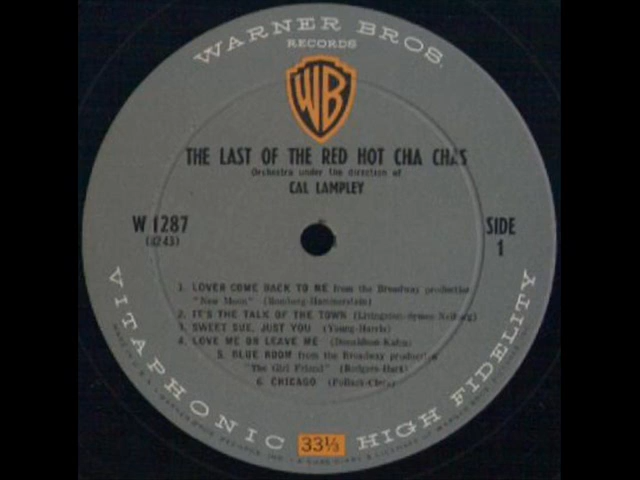 WARNER BROS.
RECORDS
WB
THE LAST OF THE RED HOT CHA CHAS
Orchestra under the direction of
CAL LAMPLEY
W 1287
(4243)
SIDE
1
1. LOVER COME BACK TO ME from the Broadway production
"New Moon" (Romberg-Hammerstein)
2. IT'S THE TALK OF THE TOWN (Livingston-Symes-Neiburg)
3. SWEET SUE, JUST YOU (Young-Harris)
4. LOVE ME OR LEAVE ME (Donaldson-Kahn)
5. BLUE ROOM from the Broadway production
"The Girl Friend" (Rodgers-Hart)
6. CHICAGO
VITAPHONIC HIGH FIDELITY
33⅓